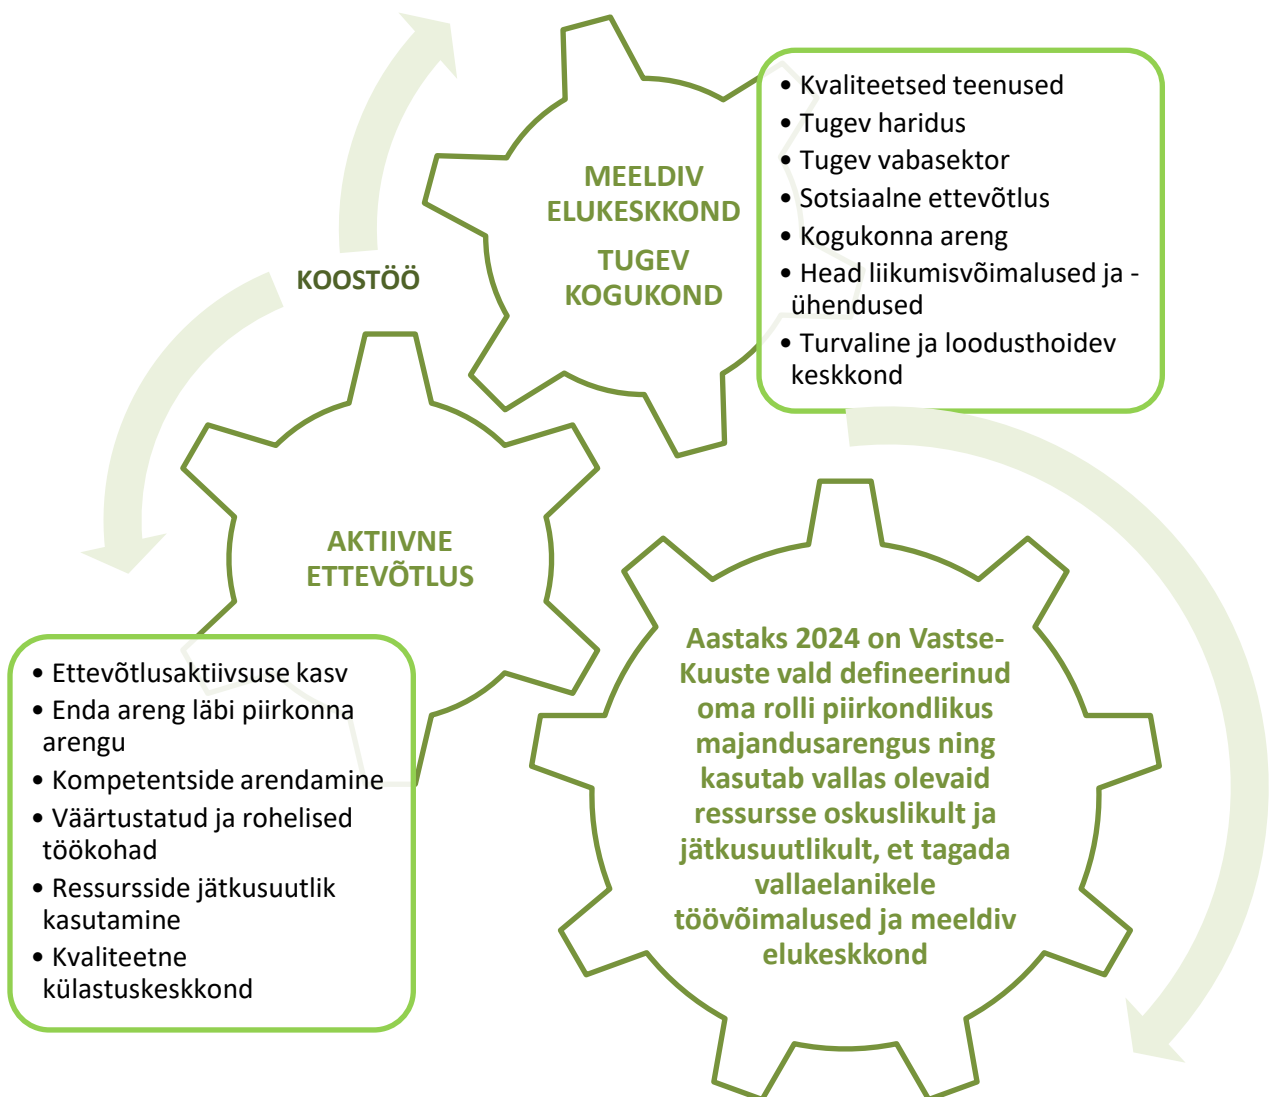 MEELDIV
ELUKESKKOND
TUGEV
KOGUKOND
• Kvaliteetsed teenused
• Tugev haridus
• Tugev vabasektor
• Sotsiaalne ettevõtlus
• Kogukonna areng
• Head liikumisvõimalused ja -
ühendused
• Turvaline ja loodusthoidev
keskkond
KOOSTÖÖ
AKTIIVNE
ETTEVÕTLUS
• Ettevõtlusaktiivsuse kasv
• Enda areng läbi piirkonna
arengu
• Kompetentside arendamine
• Väärtustatud ja rohelised
töökohad
• Ressursside jätkusuutlik
kasutamine
• Kvaliteetne
külastuskeskkond
Aastaks 2024 on Vastse-
Kuuste vald defineerinud
oma rolli piirkondlikus
majandusarengus ning
kasutab vallas olevaid
ressursse oskuslikult ja
jätkusuutlikult, et tagada
vallaelanikele
töövõimalused ja meeldiv
elukeskkond